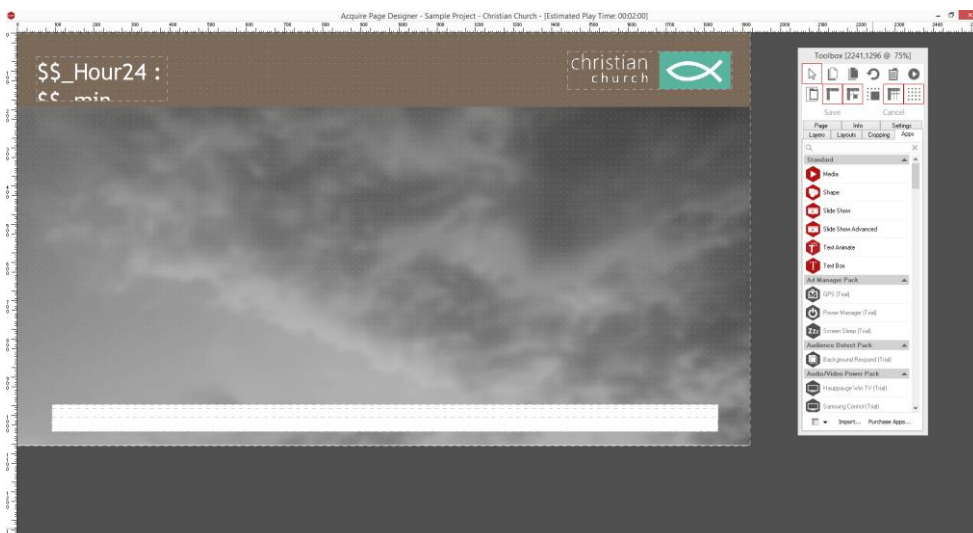 Acquire Page Designer - Sample Project - Christian Church - [Estimated Play Time: 00:02:00]
$$_Hour24 :
$$_min
christian
church
Toolbox [2241,1296 @ 75%]
Save Cancel
Page Info Settings
Layers Layouts Cropping Apps
Standard
Media
Shape
Slide Show
Slide Show Advanced
Text Animate
Text Box
Ad Manager Pack
GPS (Trial)
Power Manager (Trial)
Screen Sleep (Trial)
Audience Detect Pack
Background Respond (Trial)
Audio/Video Power Pack
Hauppauge Win TV (Trial)
Samsung Control (Trial)
Import... Purchase Apps...